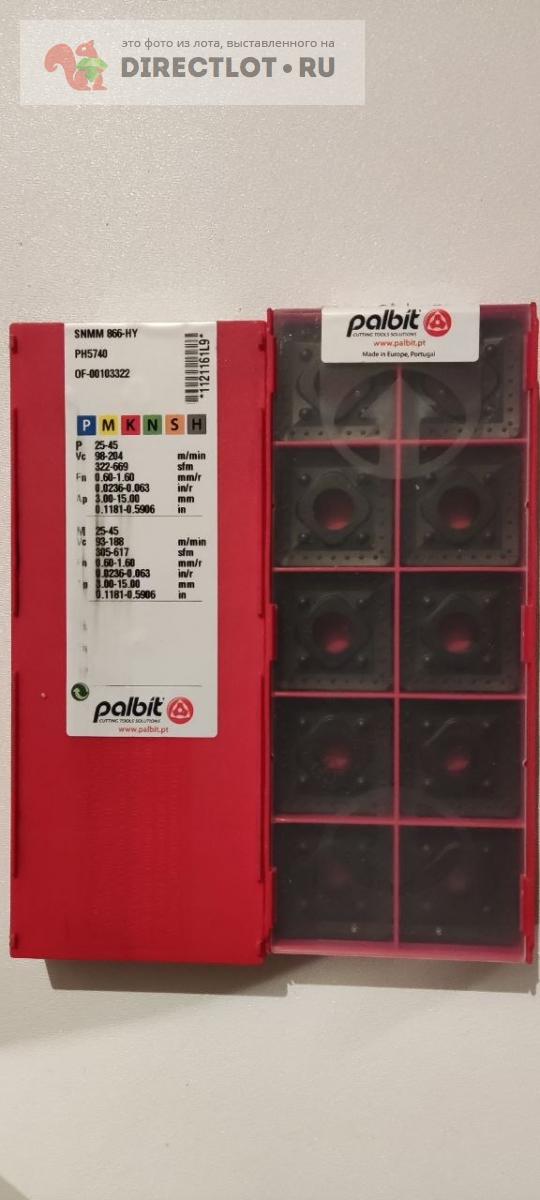 это фото из лота, выставленного на
DIRECTLOT•RU
SNMM 866-HY
PH5740
OF-00103322
*1121161L9*
P M K N S H
P 25-45
Vc 98-204 m/min
322-669 sfm
Fn 0.60-1.60 mm/r
0.0236-0.063 in/r
Ap 3.00-15.00 mm
0.1181-0.5906 in
M 25-45
Vc 93-188 m/min
305-617 sfm
0.60-1.60 mm/r
0.0236-0.063 in/r
3.00-15.00 mm
0.1181-0.5906 in
palbit
CUTTING TOOLS SOLUTIONS
www.palbit.pt
palbit
CUTTING TOOLS SOLUTIONS
www.palbit.pt
Made in Europe, Portugal